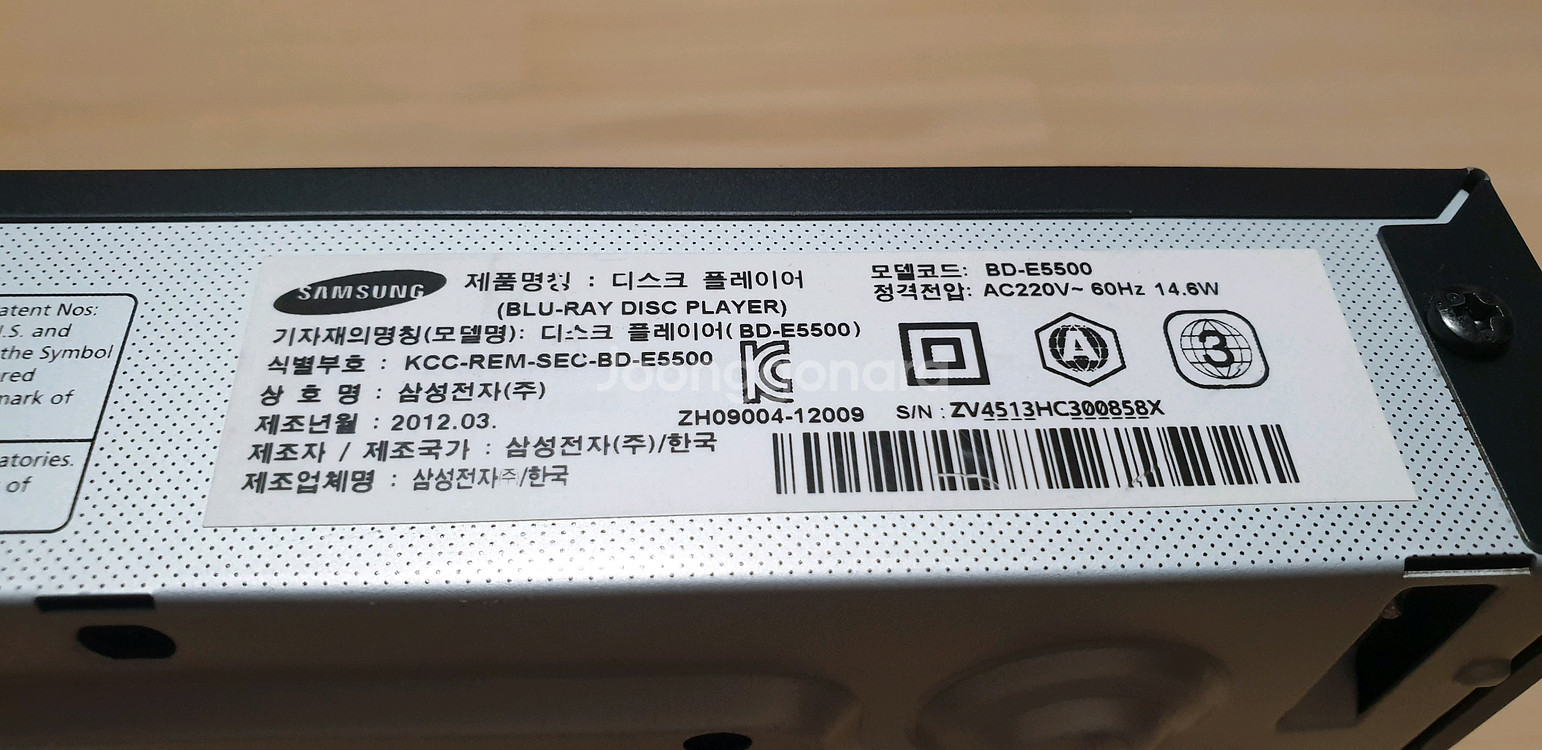 atent Nos:
J.S. and
the Symbol
red
mark of
atories.
of
SAMSUNG
제품명칭 : 디스크 플레이어
(BLU-RAY DISC PLAYER)
기자재의명칭(모델명): 디스크 플레이어( BD-E5500)
식별부호 : KCC-REM-SEC-BD-E5500
상 호 명 : 삼성전자(주)
제조년월 : 2012.03.
제조자 / 제조국가 : 삼성전자(주)/한국
제조업체명 : 삼성전자(주)/한국
모델코드: BD-E5500
정격전압: AC220V~ 60Hz 14.6W
A
3
Joonggonara
ZH09004-12009
S/N : ZV4513HC300858X